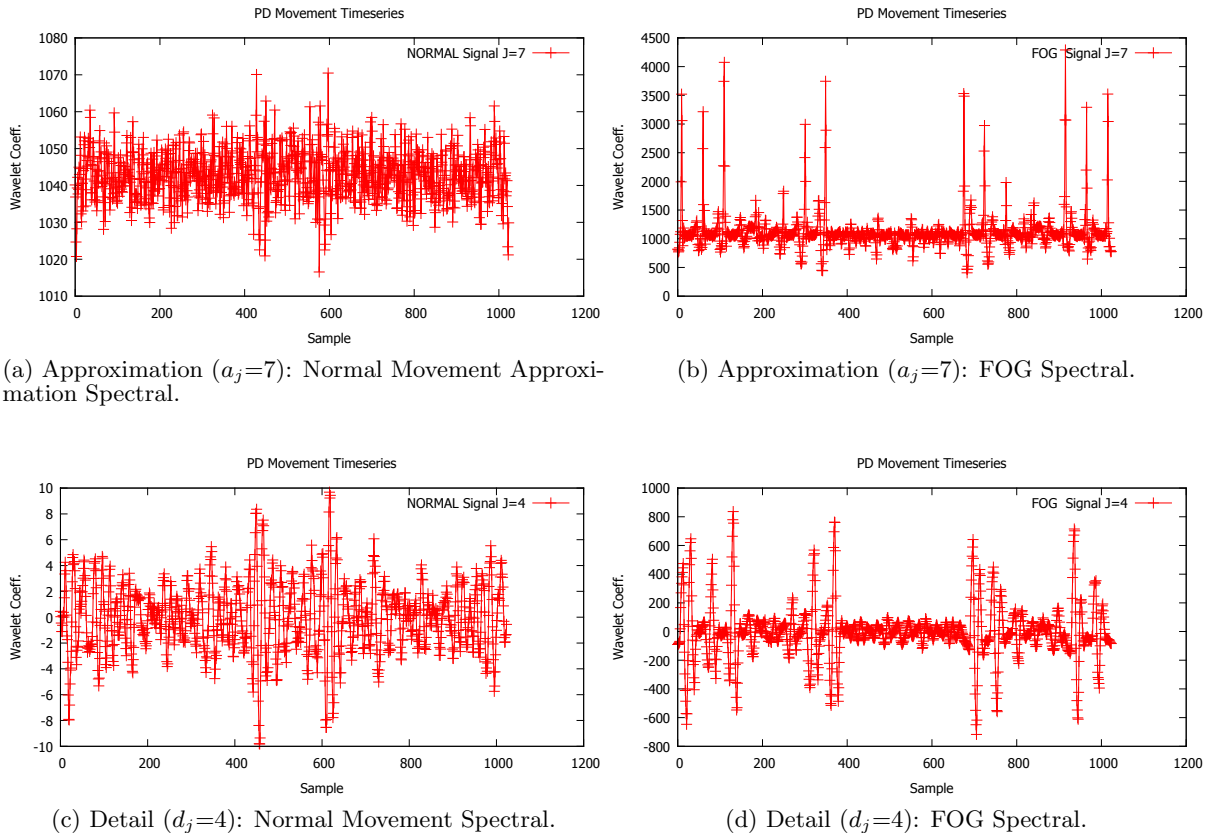 PD Movement Timeseries
1080
1070
1060
1050
1040
1030
1020
1010
Wavelet Coeff.
NORMAL Signal J=7
0 200 400 600 800 1000 1200
Sample
(a) Approximation (aj=7): Normal Movement Approxi-
mation Spectral.
PD Movement Timeseries
4500
4000
3500
3000
2500
2000
1500
1000
500
0
Wavelet Coeff.
FOG Signal J=7
0 200 400 600 800 1000 1200
Sample
(b) Approximation (aj=7): FOG Spectral.
PD Movement Timeseries
10
8
6
4
2
0
-2
-4
-6
-8
-10
Wavelet Coeff.
NORMAL Signal J=4
0 200 400 600 800 1000 1200
Sample
(c) Detail (dj=4): Normal Movement Spectral.
PD Movement Timeseries
1000
800
600
400
200
0
-200
-400
-600
-800
Wavelet Coeff.
FOG Signal J=4
0 200 400 600 800 1000 1200
Sample
(d) Detail (dj=4): FOG Spectral.